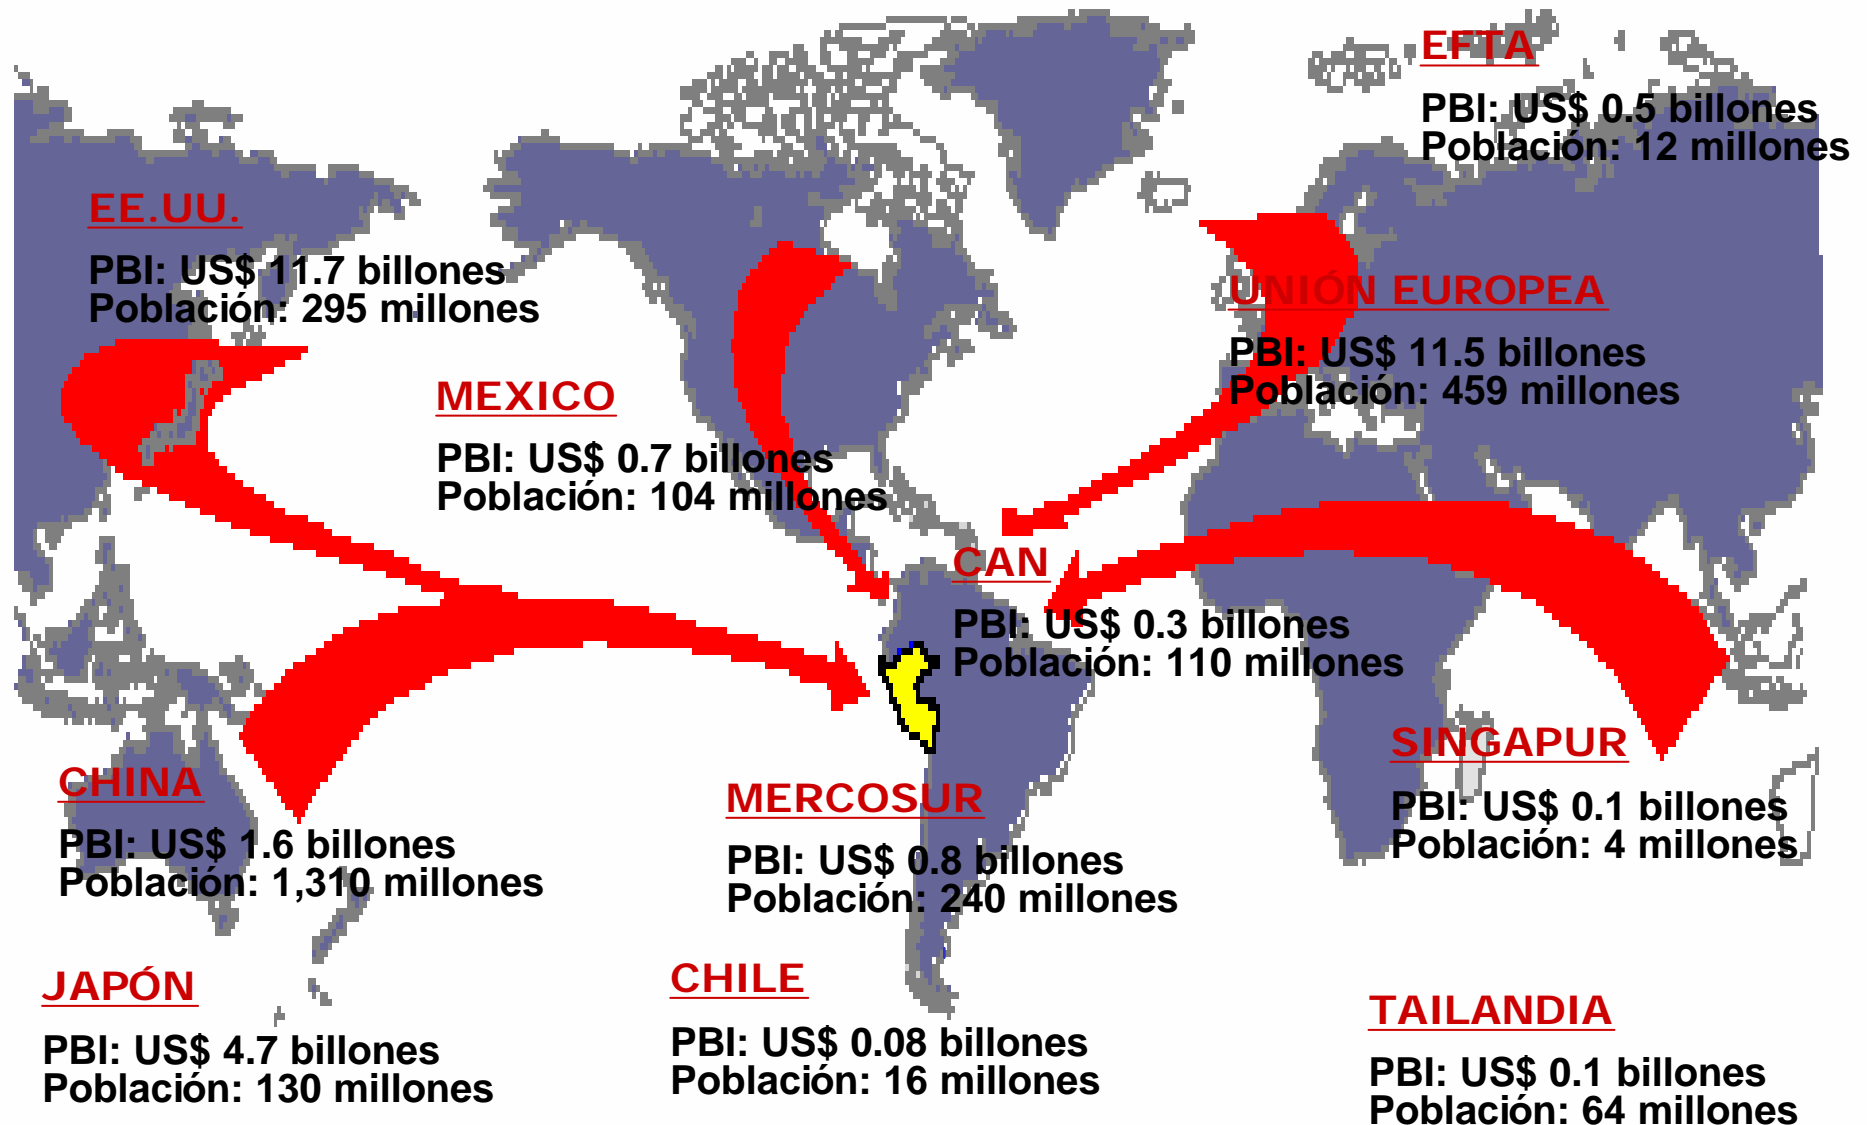 EFTA
PBI: US$ 0.5 billones
Población: 12 millones
EE.UU.
PBI: US$ 11.7 billones
Población: 295 millones
UNIÓN EUROPEA
PBI: US$ 11.5 billones
Población: 459 millones
MEXICO
PBI: US$ 0.7 billones
Población: 104 millones
CAN
PBI: US$ 0.3 billones
Población: 110 millones
SINGAPUR
PBI: US$ 0.1 billones
Población: 4 millones
CHINA
PBI: US$ 1.6 billones
Población: 1,310 millones
MERCOSUR
PBI: US$ 0.8 billones
Población: 240 millones
JAPÓN
PBI: US$ 4.7 billones
Población: 130 millones
CHILE
PBI: US$ 0.08 billones
Población: 16 millones
TAILANDIA
PBI: US$ 0.1 billones
Población: 64 millones